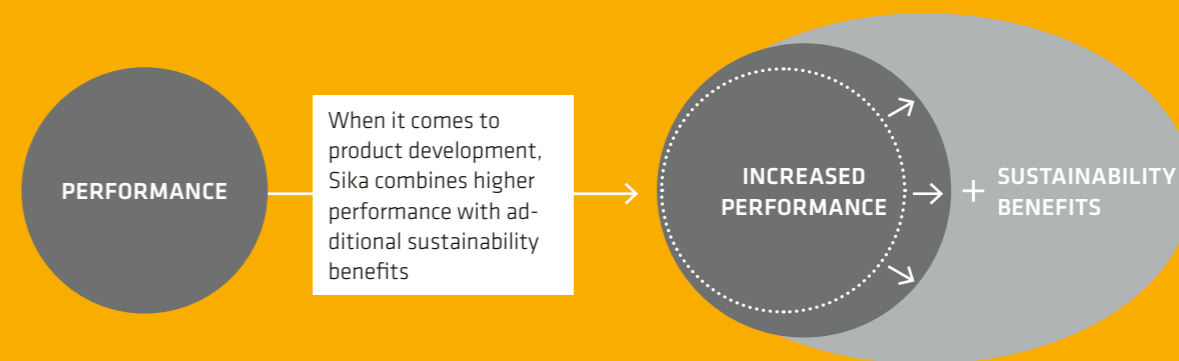 PERFORMANCE
When it comes to
product development,
Sika combines higher
performance with ad-
ditional sustainability
benefits
INCREASED
PERFORMANCE
+ SUSTAINABILITY
BENEFITS